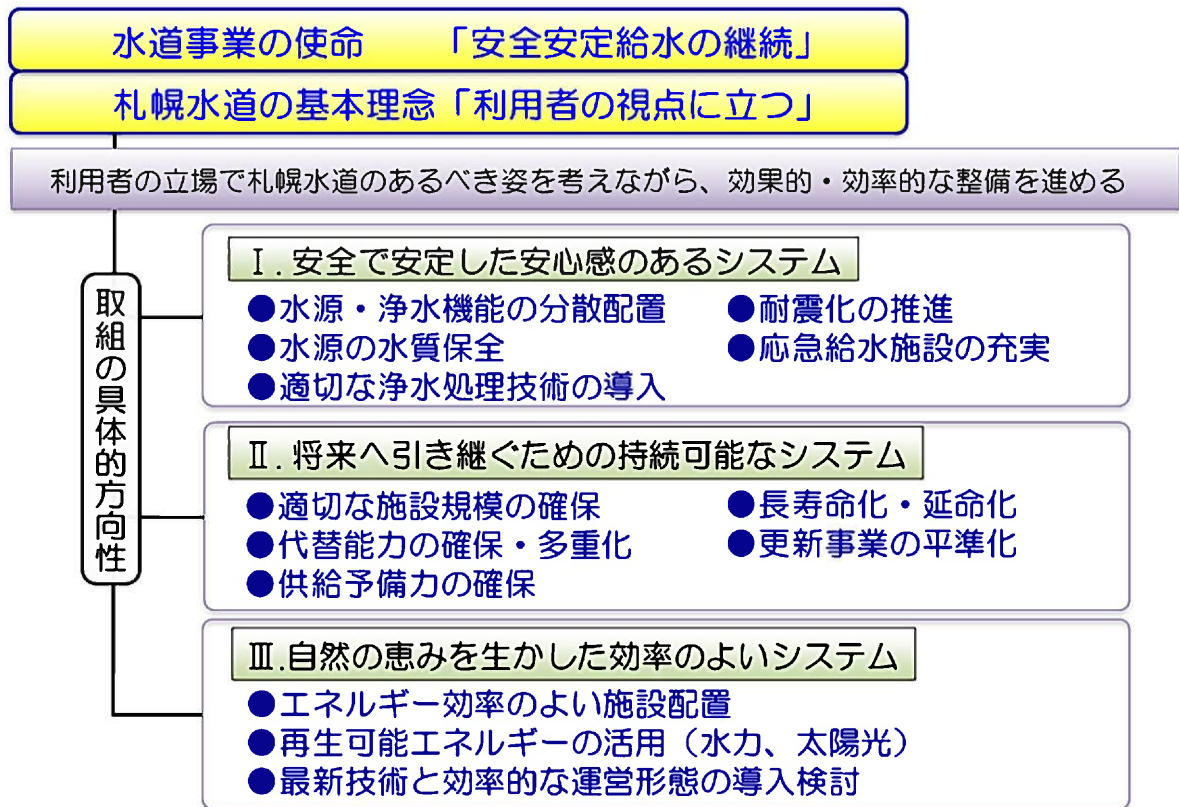 水道事業の使命　「安全安定給水の継続」
札幌水道の基本理念「利用者の視点に立つ」
利用者の立場で札幌水道のあるべき姿を考えながら、効果的・効率的な整備を進める
取組の具体的方向性
Ⅰ.安全で安定した安心感のあるシステム
●水源・浄水機能の分散配置
●水源の水質保全
●適切な浄水処理技術の導入
●耐震化の推進
●応急給水施設の充実
Ⅱ.将来へ引き継ぐための持続可能なシステム
●適切な施設規模の確保
●代替能力の確保・多重化
●供給予備力の確保
●長寿命化・延命化
●更新事業の平準化
Ⅲ.自然の恵みを生かした効率のよいシステム
●エネルギー効率のよい施設配置
●再生可能エネルギーの活用（水力、太陽光）
●最新技術と効率的な運営形態の導入検討